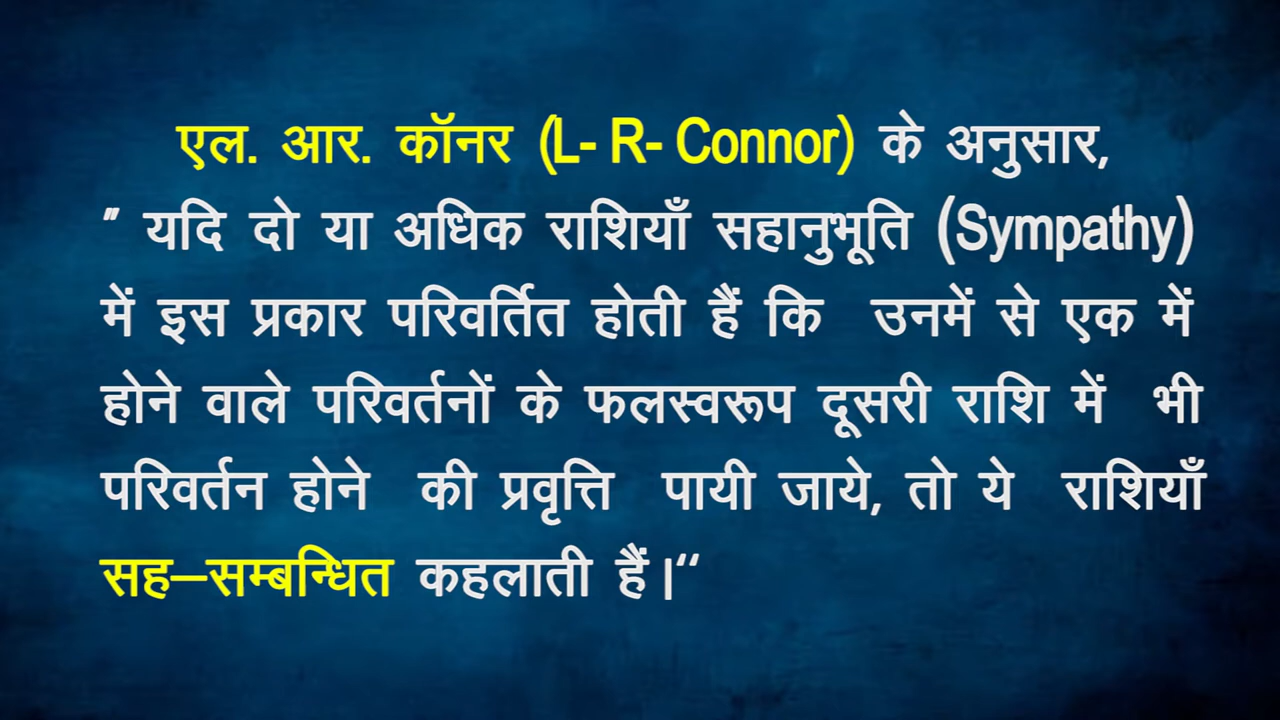 एल. आर. कॉनर (L- R- Connor) के अनुसार,
" यदि दो या अधिक राशियाँ सहानुभूति (Sympathy)
में इस प्रकार परिवर्तित होती हैं कि उनमें से एक में
होने वाले परिवर्तनों के फलस्वरूप दूसरी राशि में भी
परिवर्तन होने की प्रवृत्ति पायी जाये, तो ये राशियाँ
सह–सम्बन्धित कहलाती हैं।‘‘